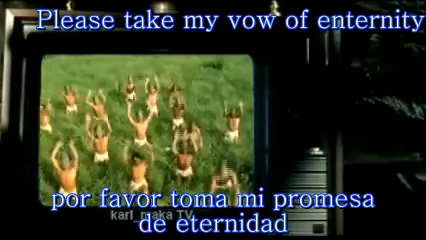 Please take my vow of enternity
por favor toma mi promesa
karl_maka TV
de eternidad